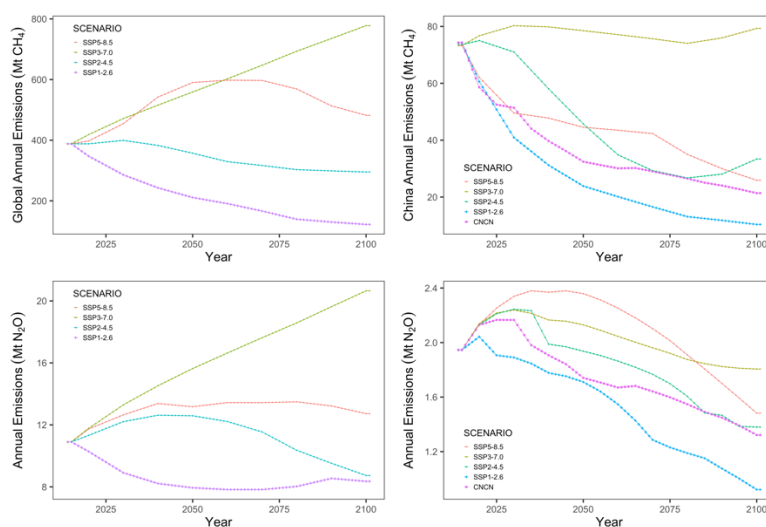 Global Annual Emissions (Mt CH₄)
800
600
400
200
SCENARIO
SSP5-8.5
SSP3-7.0
SSP2-4.5
SSP1-2.6
2025 2050 2075 2100
Year
China Annual Emissions (Mt CH₄)
80
60
40
20
SCENARIO
SSP5-8.5
SSP3-7.0
SSP2-4.5
SSP1-2.6
CNCN
2025 2050 2075 2100
Year
Annual Emissions (Mt N₂O)
20
16
12
8
SCENARIO
SSP5-8.5
SSP3-7.0
SSP2-4.5
SSP1-2.6
2025 2050 2075 2100
Year
Annual Emissions (Mt N₂O)
2.4
2.0
1.6
1.2
SCENARIO
SSP5-8.5
SSP3-7.0
SSP2-4.5
SSP1-2.6
CNCN
2025 2050 2075 2100
Year